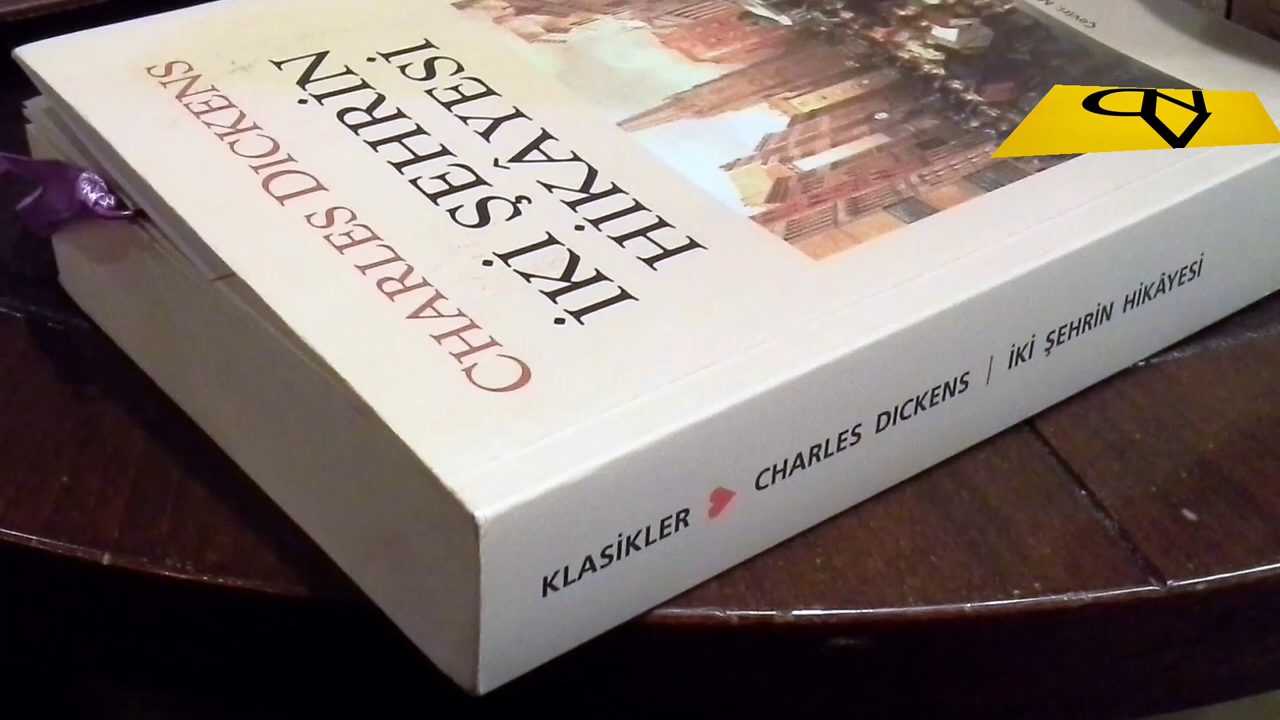 CHARLES DICKENS
İKİ ŞEHRİN
HİKÂYESİ
KLASİKLER CHARLES DICKENS | İKİ ŞEHRİN HİKÂYESİ